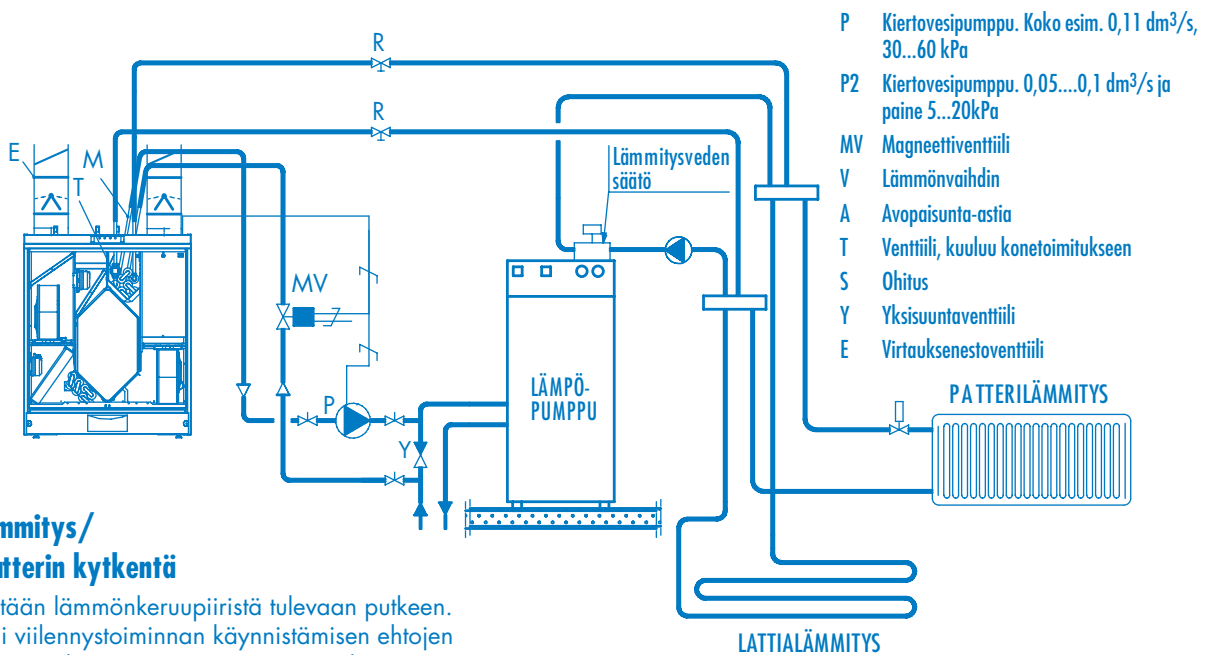 P Kiertovesipumppu. Koko esim. 0,11 dm³/s,
30...60 kPa
P2 Kiertovesipumppu. 0,05....0,1 dm³/s ja
paine 5...20kPa
MV Magneettiventtiili
V Lämmönvaihdin
A Avopaisunta-astia
T Venttiili, kuuluu konetoimitukseen
S Ohitus
Y Yksisuuntaventtiili
E Virtauksenestoventtiili
R
R
E
M
T
Lämmitysveden
säätö
MV
P
Y
LÄMPÖ-
PUMPPU
PATTERILÄMMITYS
LATTIALÄMMITYS
mmitys/
atterin kytkentä
tään lämmönkeruupiiristä tulevaan putkeen.
i viilennystoiminnan käynnistämisen ehtojen